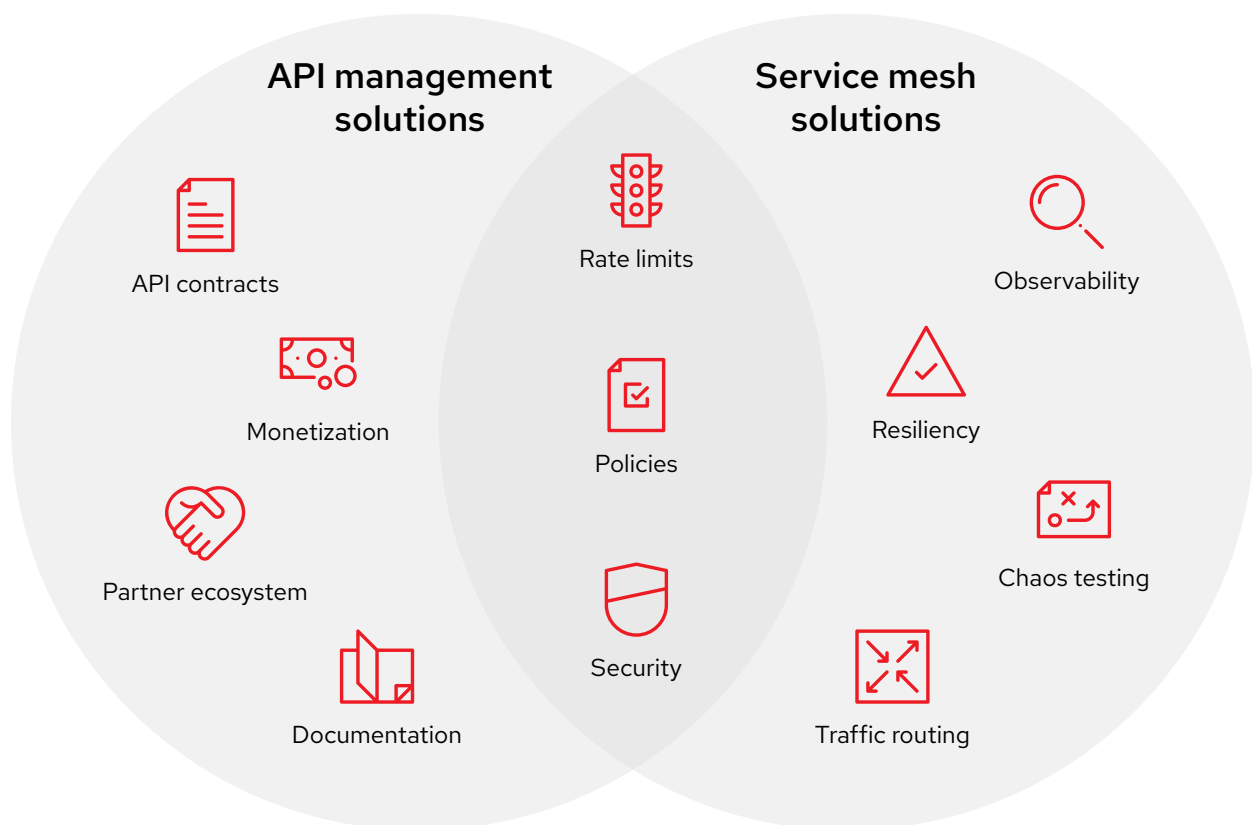 API management
solutions
Service mesh
solutions
API contracts
Monetization
Partner ecosystem
Documentation
Rate limits
Policies
Security
Observability
Resiliency
Chaos testing
Traffic routing